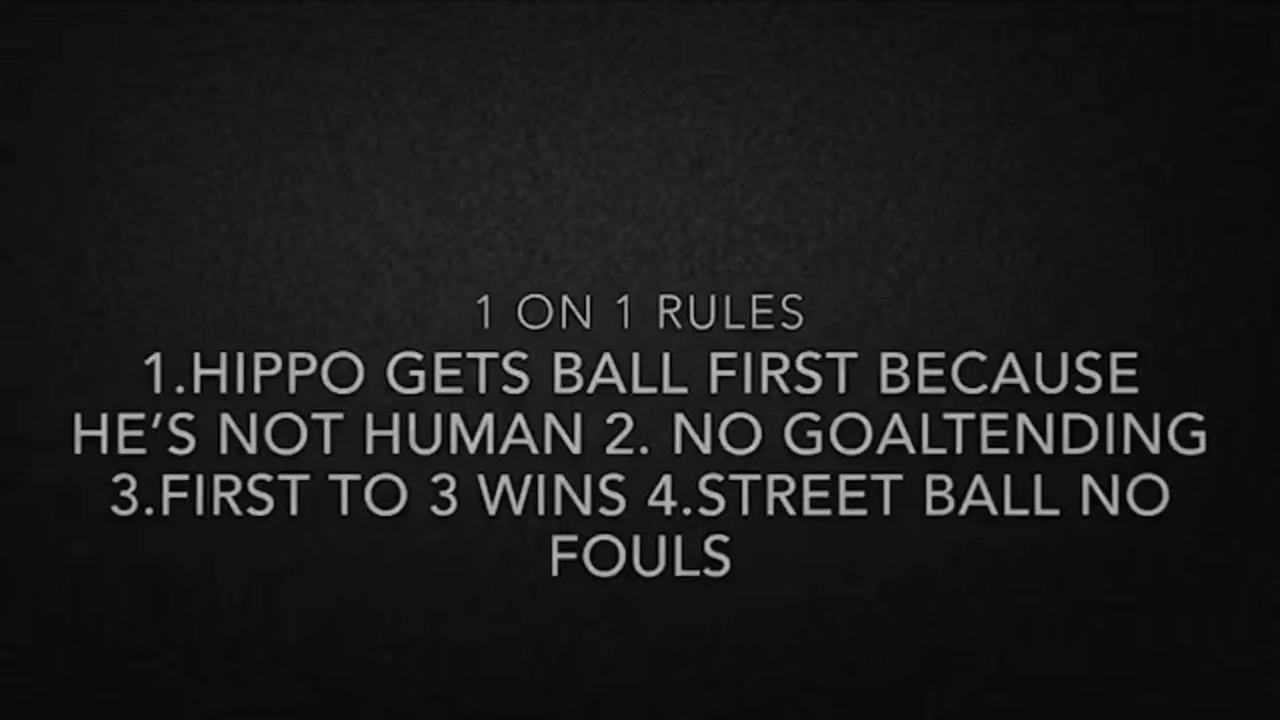 1 ON 1 RULES
1.HIPPO GETS BALL FIRST BECAUSE
HE'S NOT HUMAN 2. NO GOALTENDING
3.FIRST TO 3 WINS 4.STREET BALL NO
FOULS